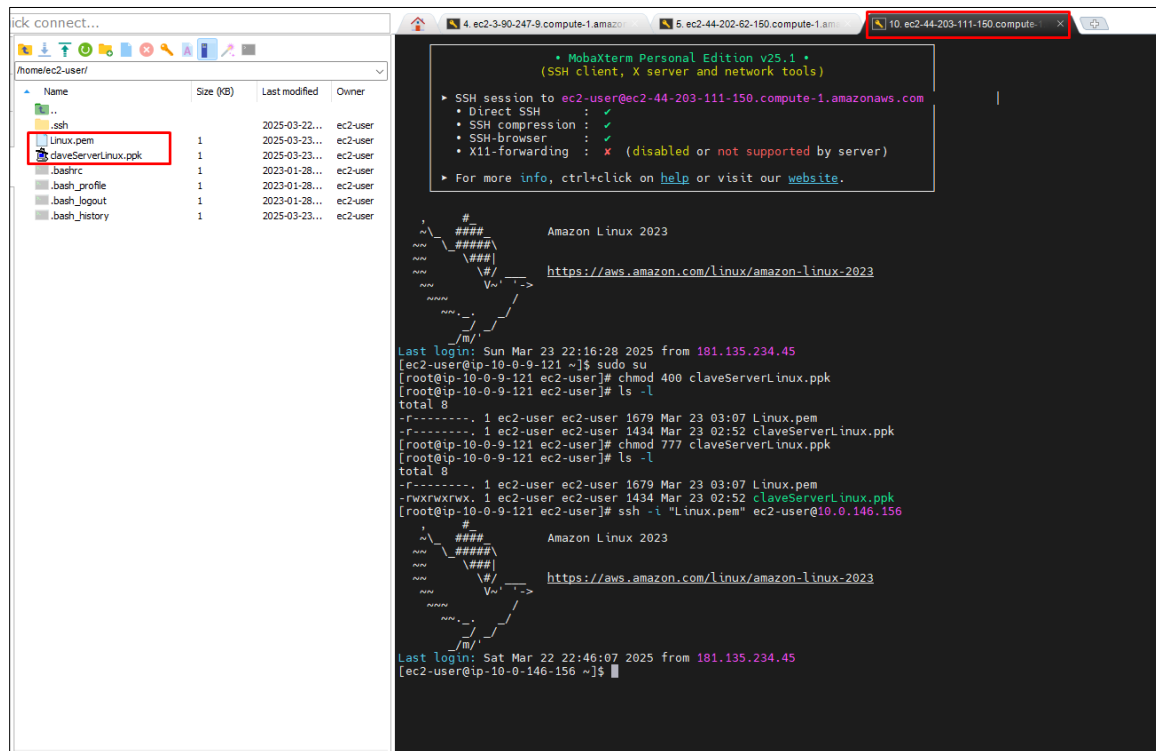 ick connect...
4. ec2-3-90-247-9.compute-1.amazon
5. ec2-44-202-62-150.compute-1.am
10. ec2-44-203-111-150.compute-1
/home/ec2-user/
Name Size (KB) Last modified Owner
..
.ssh 2025-03-22... ec2-user
Linux.pem 1 2025-03-23... ec2-user
claveServerLinux.ppk 1 2025-03-23... ec2-user
.bashrc 1 2023-01-28... ec2-user
.bash_profile 1 2023-01-28... ec2-user
.bash_logout 1 2023-01-28... ec2-user
.bash_history 1 2025-03-23... ec2-user
• MobaXterm Personal Edition v25.1 •
(SSH client, X server and network tools)
► SSH session to ec2-user@ec2-44-203-111-150.compute-1.amazonaws.com
• Direct SSH : ✔
• SSH compression : ✔
• SSH-browser : ✔
• X11-forwarding : ✘ (disabled or not supported by server)
► For more info, ctrl+click on help or visit our website.
, #_
~\_ ####_ Amazon Linux 2023
~~ \_#####\
~~ \###|
~~ \#/ ___ https://aws.amazon.com/linux/amazon-linux-2023
~~ V~' '->
~~~ /
~~._. _/
_/ _/
_/m/'
Last login: Sun Mar 23 22:16:28 2025 from 181.135.234.45
[ec2-user@ip-10-0-9-121 ~]$ sudo su
[root@ip-10-0-9-121 ec2-user]# chmod 400 claveServerLinux.ppk
[root@ip-10-0-9-121 ec2-user]# ls -l
total 8
-r--------. 1 ec2-user ec2-user 1679 Mar 23 03:07 Linux.pem
-r--------. 1 ec2-user ec2-user 1434 Mar 23 02:52 claveServerLinux.ppk
[root@ip-10-0-9-121 ec2-user]# chmod 777 claveServerLinux.ppk
[root@ip-10-0-9-121 ec2-user]# ls -l
total 8
-r--------. 1 ec2-user ec2-user 1679 Mar 23 03:07 Linux.pem
-rwxrwxrwx. 1 ec2-user ec2-user 1434 Mar 23 02:52 claveServerLinux.ppk
[root@ip-10-0-9-121 ec2-user]# ssh -i "Linux.pem" ec2-user@10.0.146.156
, #_
~\_ ####_ Amazon Linux 2023
~~ \_#####\
~~ \###|
~~ \#/ ___ https://aws.amazon.com/linux/amazon-linux-2023
~~ V~' '->
~~~ /
~~._. _/
_/ _/
_/m/'
Last login: Sat Mar 22 22:46:07 2025 from 181.135.234.45
[ec2-user@ip-10-0-146-156 ~]$